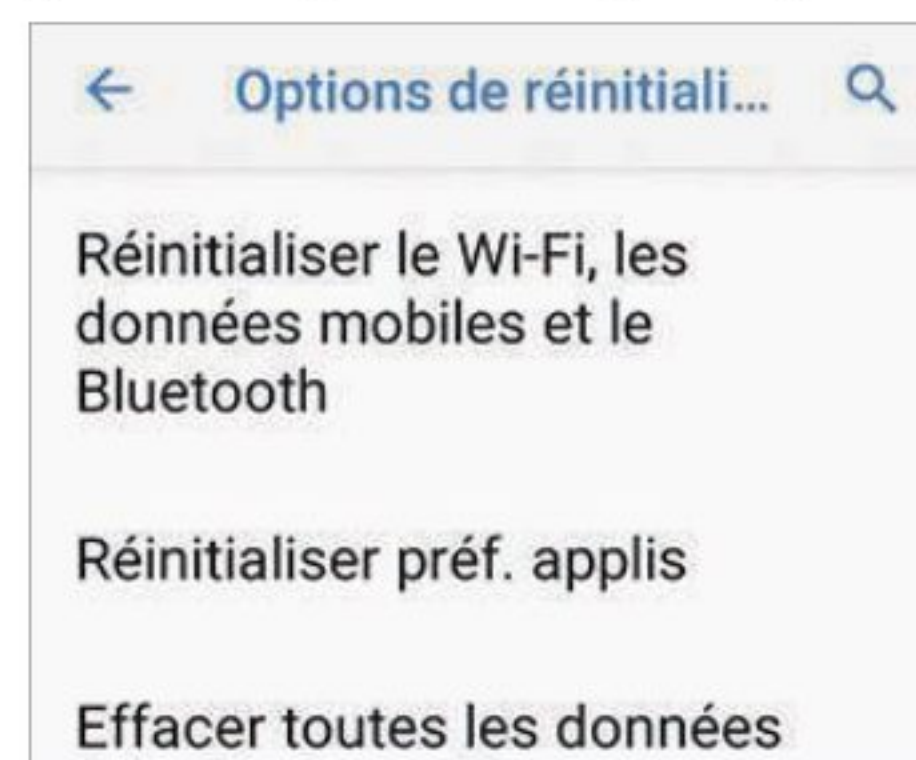 Options de réinitiali...
Réinitialiser le Wi-Fi, les
données mobiles et le
Bluetooth
Réinitialiser préf. applis
Effacer toutes les données